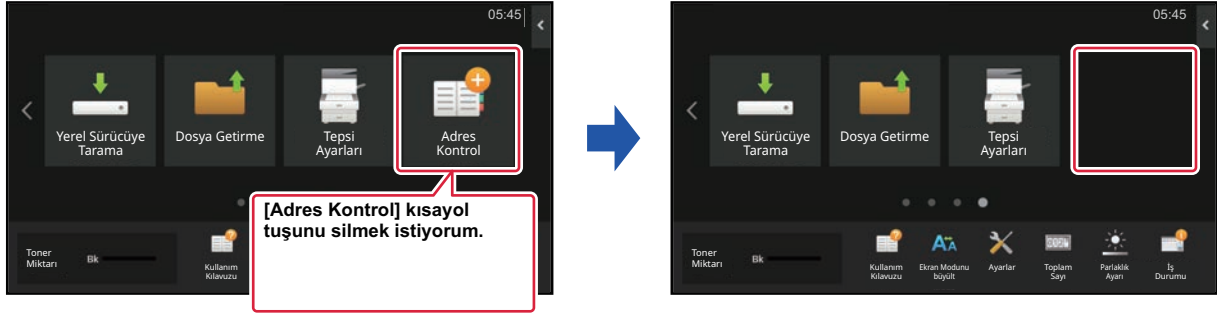 05:45
Yerel Sürücüye
Tarama
Dosya Getirme
Tepsi
Ayarları
Adres
Kontrol
[Adres Kontrol] kısayol
tuşunu silmek istiyorum.
Toner
Miktarı
Bk
Kullanım
Kılavuzu
05:45
Yerel Sürücüye
Tarama
Dosya Getirme
Tepsi
Ayarları
Toner
Miktarı
Bk
Kullanım
Kılavuzu
Ekran Modunu
büyült
Ayarlar
Toplam
Sayı
Parlaklık
Ayarı
İş
Durumu